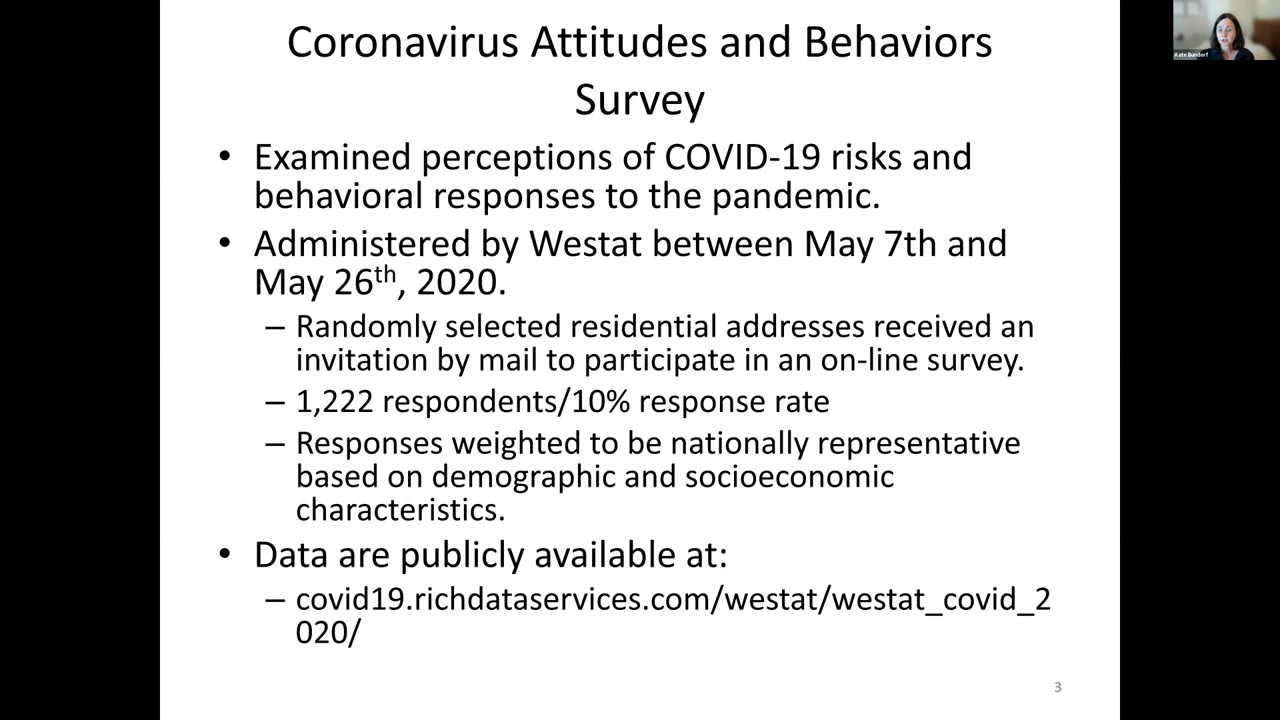 Coronavirus Attitudes and Behaviors
Survey
• Examined perceptions of COVID-19 risks and
behavioral responses to the pandemic.
• Administered by Westat between May 7th and
May 26th, 2020.
– Randomly selected residential addresses received an
invitation by mail to participate in an on-line survey.
– 1,222 respondents/10% response rate
– Responses weighted to be nationally representative
based on demographic and socioeconomic
characteristics.
• Data are publicly available at:
– covid19.richdataservices.com/westat/westat_covid_2
020/
3
Kate Bundorf